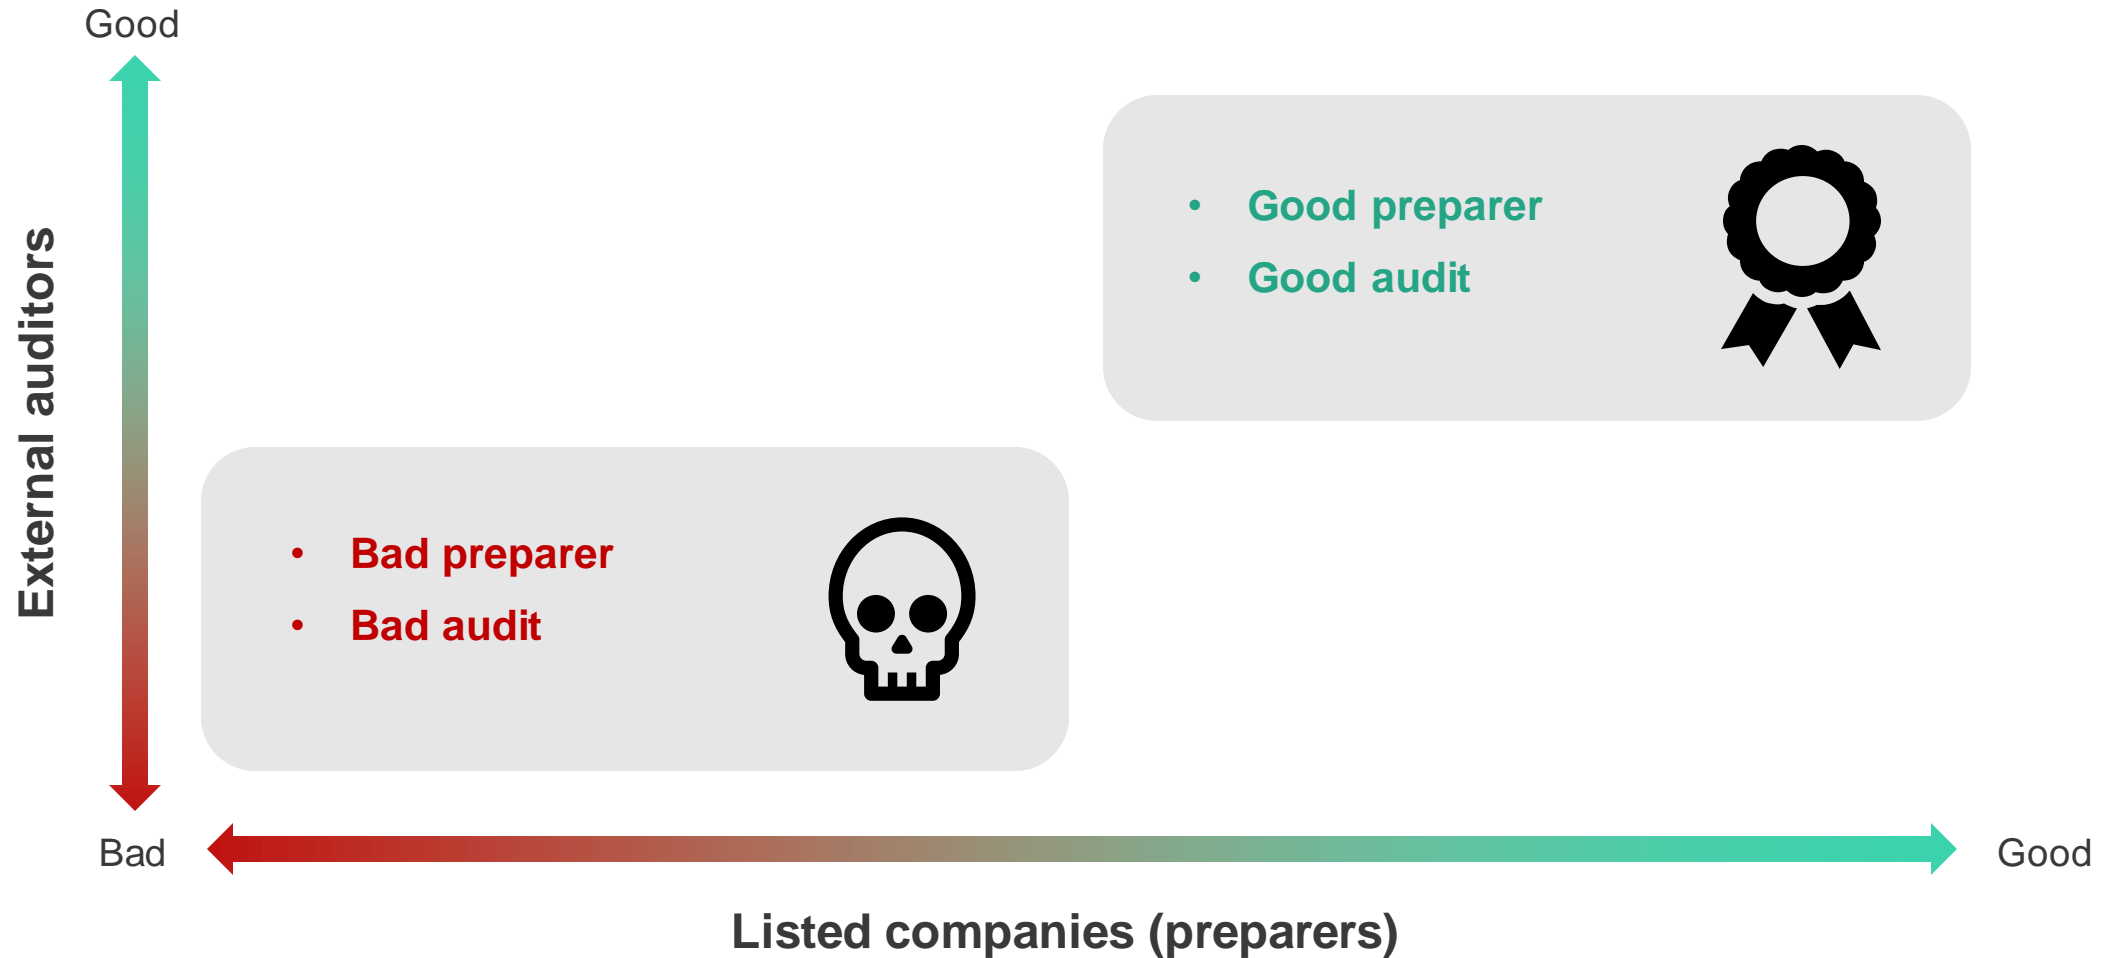 Good
External auditors
• Good preparer
• Good audit
• Bad preparer
• Bad audit
Bad
Good
Listed companies (preparers)